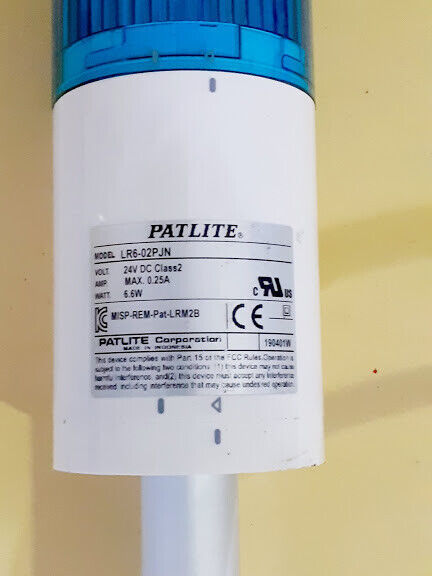 PATLITE®
MODEL LR6-02PJN
VOLT. 24V DC Class2
AMP. MAX. 0.25A
WATT. 6.6W
c RU US
MISP-REM-Pat-LRM2B
CE
PATLITE Corporation
190401W
MADE IN INDONESIA
This device complies with Part 15 of the FCC Rules.Operation is
subject to the following two conditions: (1) this device may not cause
harmful interference, and(2) this device must accept any interference
received, including interference that may cause undesired operation.